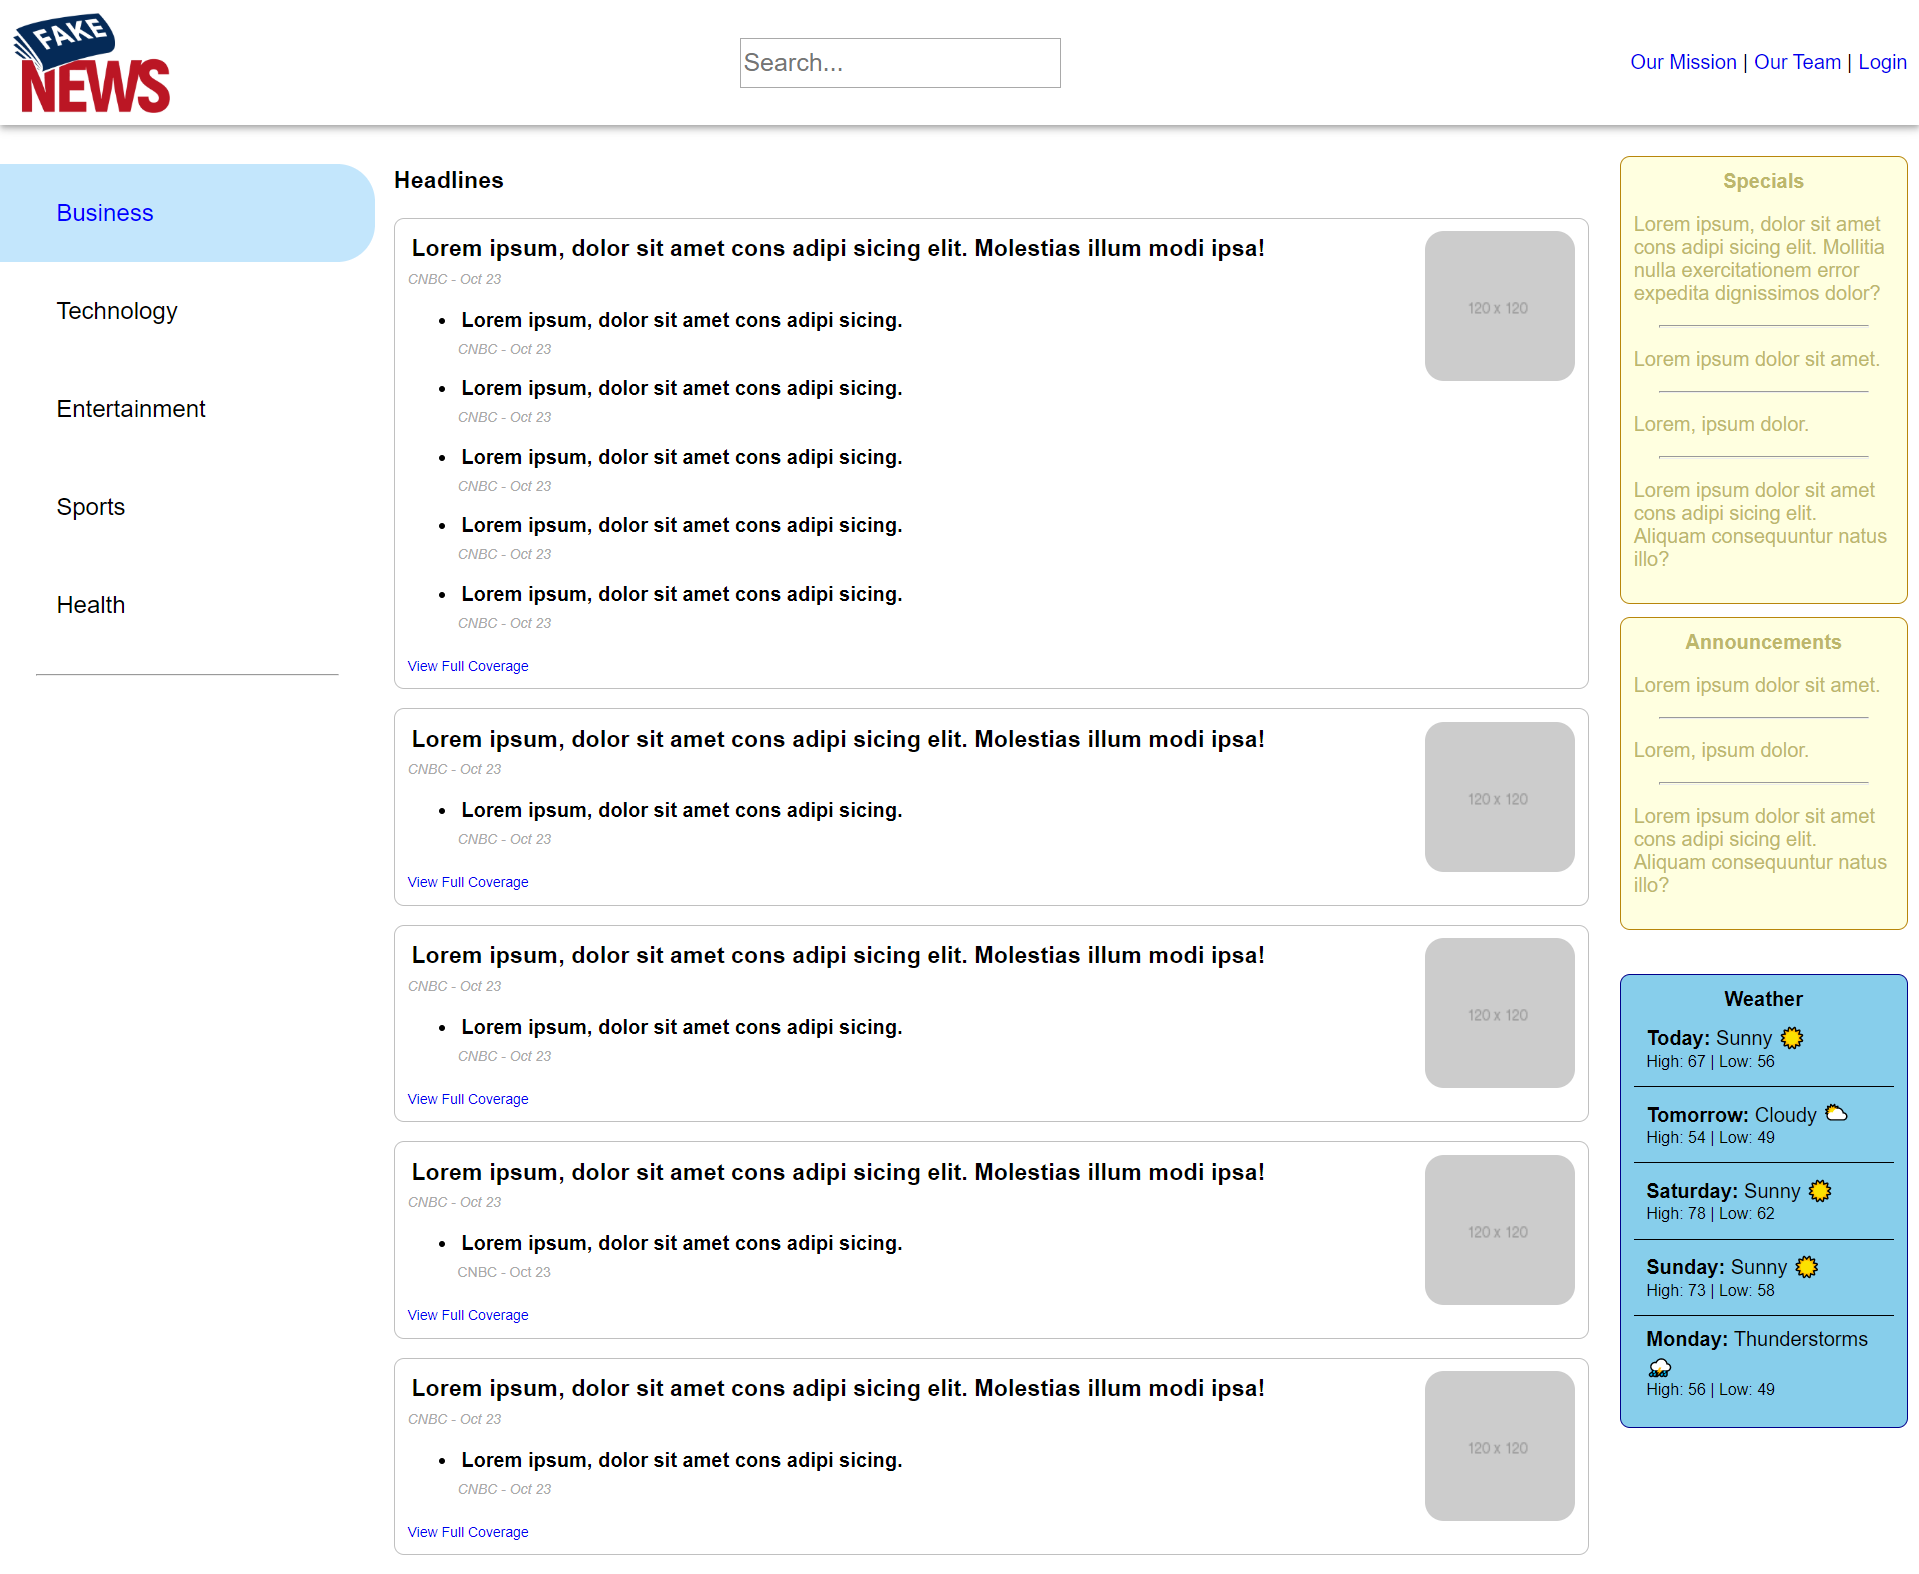 FAKE
NEWS
Search...
Our Mission | Our Team | Login
Business
Technology
Entertainment
Sports
Health
Headlines
Lorem ipsum, dolor sit amet cons adipi sicing elit. Molestias illum modi ipsa!
CNBC - Oct 23
120 x 120
• Lorem ipsum, dolor sit amet cons adipi sicing.
CNBC - Oct 23
• Lorem ipsum, dolor sit amet cons adipi sicing.
CNBC - Oct 23
• Lorem ipsum, dolor sit amet cons adipi sicing.
CNBC - Oct 23
• Lorem ipsum, dolor sit amet cons adipi sicing.
CNBC - Oct 23
• Lorem ipsum, dolor sit amet cons adipi sicing.
CNBC - Oct 23
View Full Coverage
Lorem ipsum, dolor sit amet cons adipi sicing elit. Molestias illum modi ipsa!
CNBC - Oct 23
120 x 120
• Lorem ipsum, dolor sit amet cons adipi sicing.
CNBC - Oct 23
View Full Coverage
Lorem ipsum, dolor sit amet cons adipi sicing elit. Molestias illum modi ipsa!
CNBC - Oct 23
120 x 120
• Lorem ipsum, dolor sit amet cons adipi sicing.
CNBC - Oct 23
View Full Coverage
Lorem ipsum, dolor sit amet cons adipi sicing elit. Molestias illum modi ipsa!
CNBC - Oct 23
120 x 120
• Lorem ipsum, dolor sit amet cons adipi sicing.
CNBC - Oct 23
View Full Coverage
Lorem ipsum, dolor sit amet cons adipi sicing elit. Molestias illum modi ipsa!
CNBC - Oct 23
120 x 120
• Lorem ipsum, dolor sit amet cons adipi sicing.
CNBC - Oct 23
View Full Coverage
Specials
Lorem ipsum, dolor sit amet
cons adipi sicing elit. Mollitia
nulla exercitationem error
expedita dignissimos dolor?
Lorem ipsum dolor sit amet.
Lorem, ipsum dolor.
Lorem ipsum dolor sit amet
cons adipi sicing elit.
Aliquam consequuntur natus
illo?
Announcements
Lorem ipsum dolor sit amet.
Lorem, ipsum dolor.
Lorem ipsum dolor sit amet
cons adipi sicing elit.
Aliquam consequuntur natus
illo?
Weather
Today: Sunny
High: 67 | Low: 56
Tomorrow: Cloudy
High: 54 | Low: 49
Saturday: Sunny
High: 78 | Low: 62
Sunday: Sunny
High: 73 | Low: 58
Monday: Thunderstorms
High: 56 | Low: 49